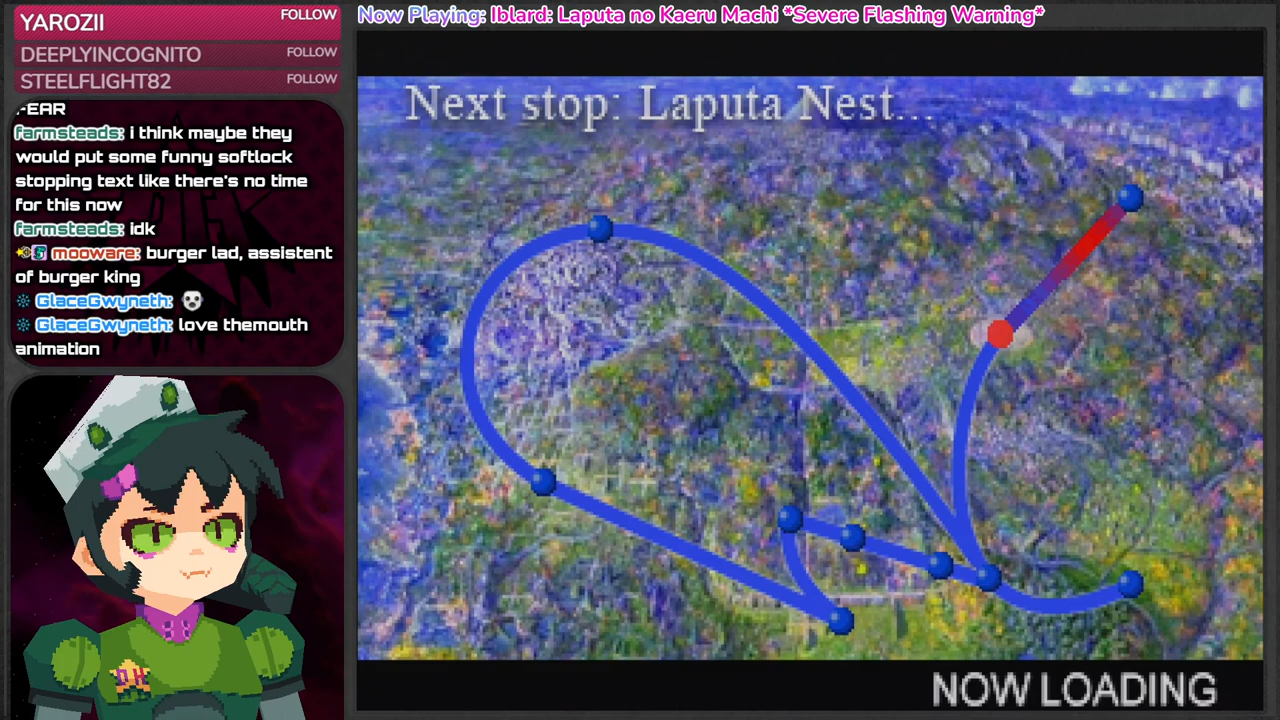 YAROZII FOLLOW
DEEPLYINCOGNITO FOLLOW
STEELFLIGHT82 FOLLOW
Now Playing: Iblard: Laputa no Kaeru Machi *Severe Flashing Warning*
FEAR
farmsteads: i think maybe they
would put some funny softlock
stopping text like there's no time
for this now
farmsteads: idk
mooware: burger lad, assistent
of burger king
GlaceGwyneth:
GlaceGwyneth: love themouth
animation
Next stop: Laputa Nest...
NOW LOADING